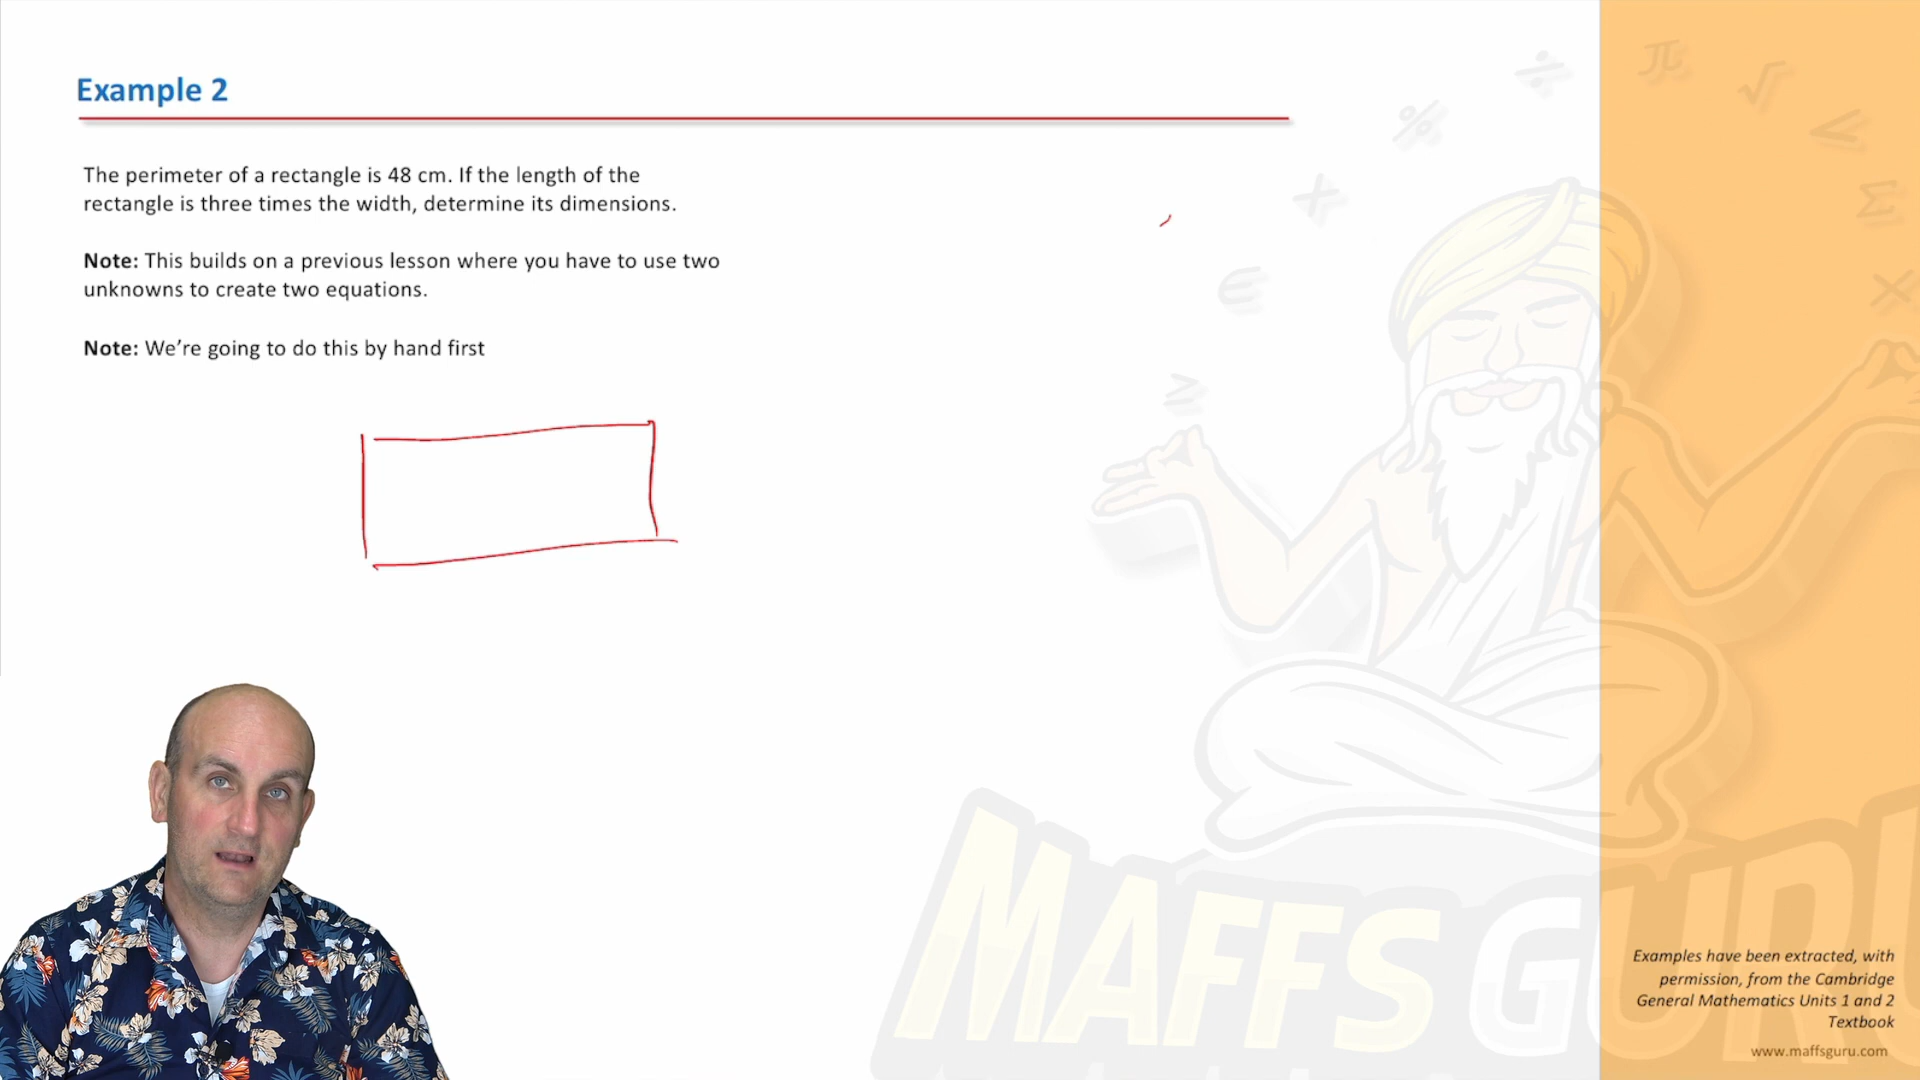 Example 2
The perimeter of a rectangle is 48 cm. If the length of the
rectangle is three times the width, determine its dimensions.
Note: This builds on a previous lesson where you have to use two
unknowns to create two equations.
Note: We’re going to do this by hand first
÷
π
√
%
≤
+
Σ
∈
×
≥
MAFFS GURU
Examples have been extracted, with
permission, from the Cambridge
General Mathematics Units 1 and 2
Textbook
www.maffsguru.com